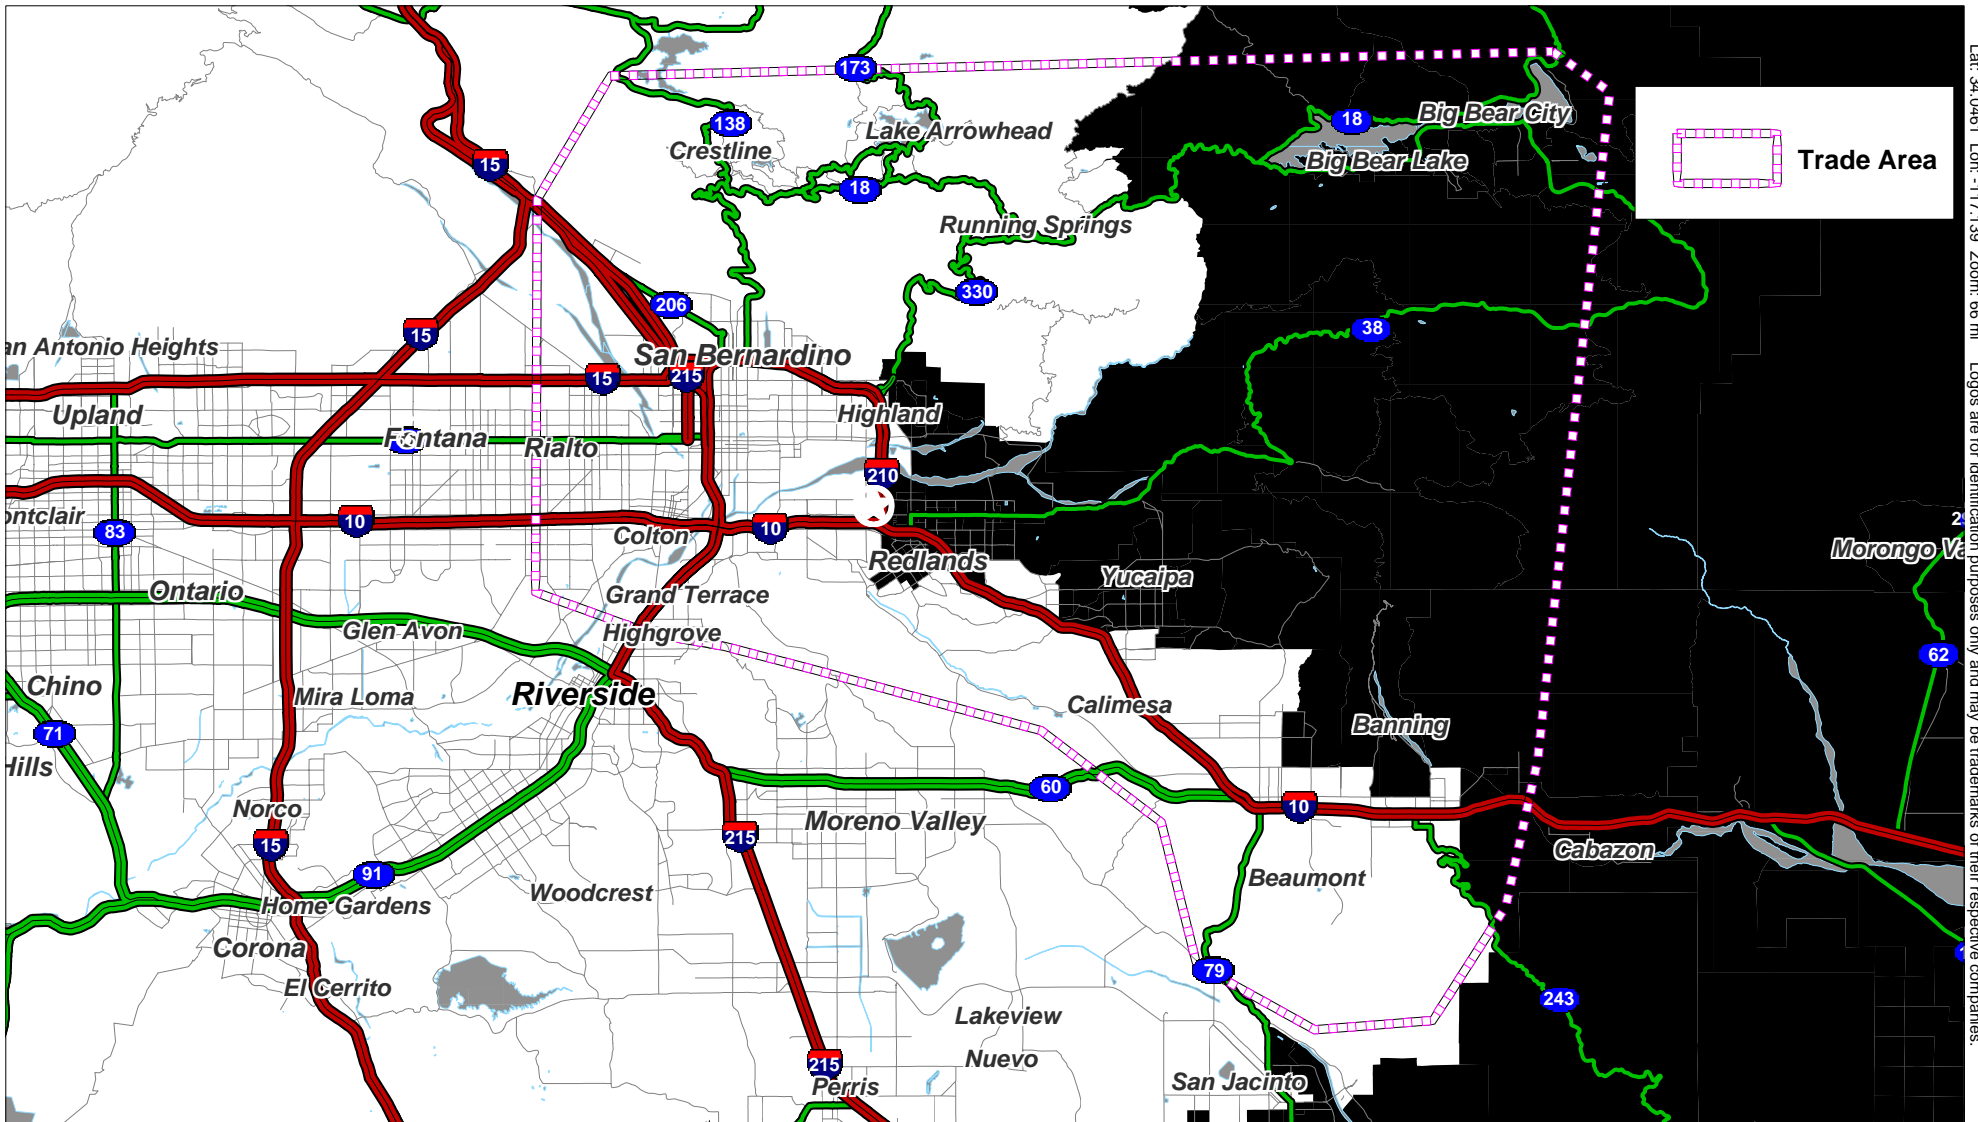 173
138
Crestline
Lake Arrowhead
18
Big Bear City
Big Bear Lake
Trade Area
15
18
Running Springs
330
206
38
15
an Antonio Heights
San Bernardino
15
215
Upland
Fontana
Rialto
Highland
210
ontclair
83
10
Colton
10
Redlands
Yucaipa
Ontario
Grand Terrace
Glen Avon
Highgrove
62
Chino
Mira Loma
Riverside
Calimesa
Banning
71
Hills
60
10
Norco
15
Moreno Valley
215
Cabazon
91
Woodcrest
Beaumont
Home Gardens
Corona
79
El Cerrito
243
Lakeview
Nuevo
215
Perris
San Jacinto
Logos are for identification purposes only and may be trademarks of their respective companies.